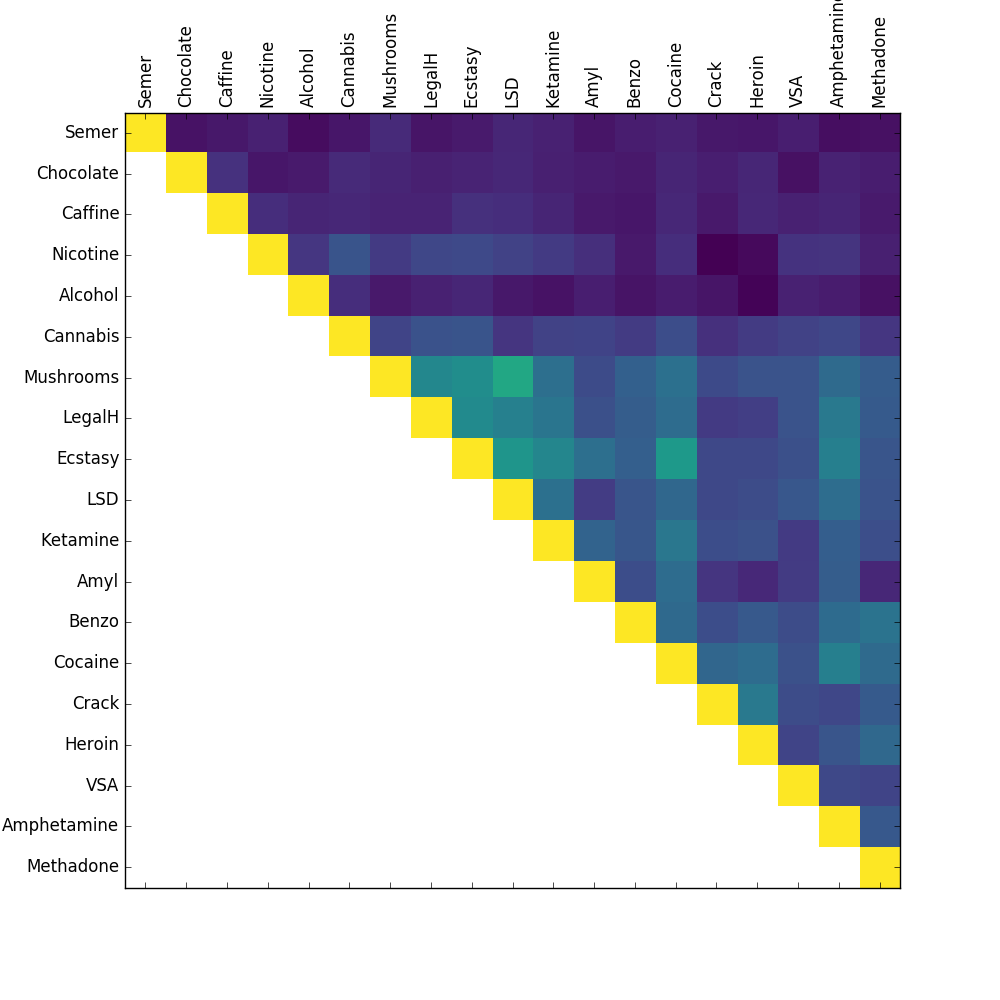 Semer
Chocolate
Caffine
Nicotine
Alcohol
Cannabis
Mushrooms
LegalH
Ecstasy
LSD
Ketamine
Amyl
Benzo
Cocaine
Crack
Heroin
VSA
Amphetamine
Methadone
Semer
Chocolate
Caffine
Nicotine
Alcohol
Cannabis
Mushrooms
LegalH
Ecstasy
LSD
Ketamine
Amyl
Benzo
Cocaine
Crack
Heroin
VSA
Amphetamine
Methadone